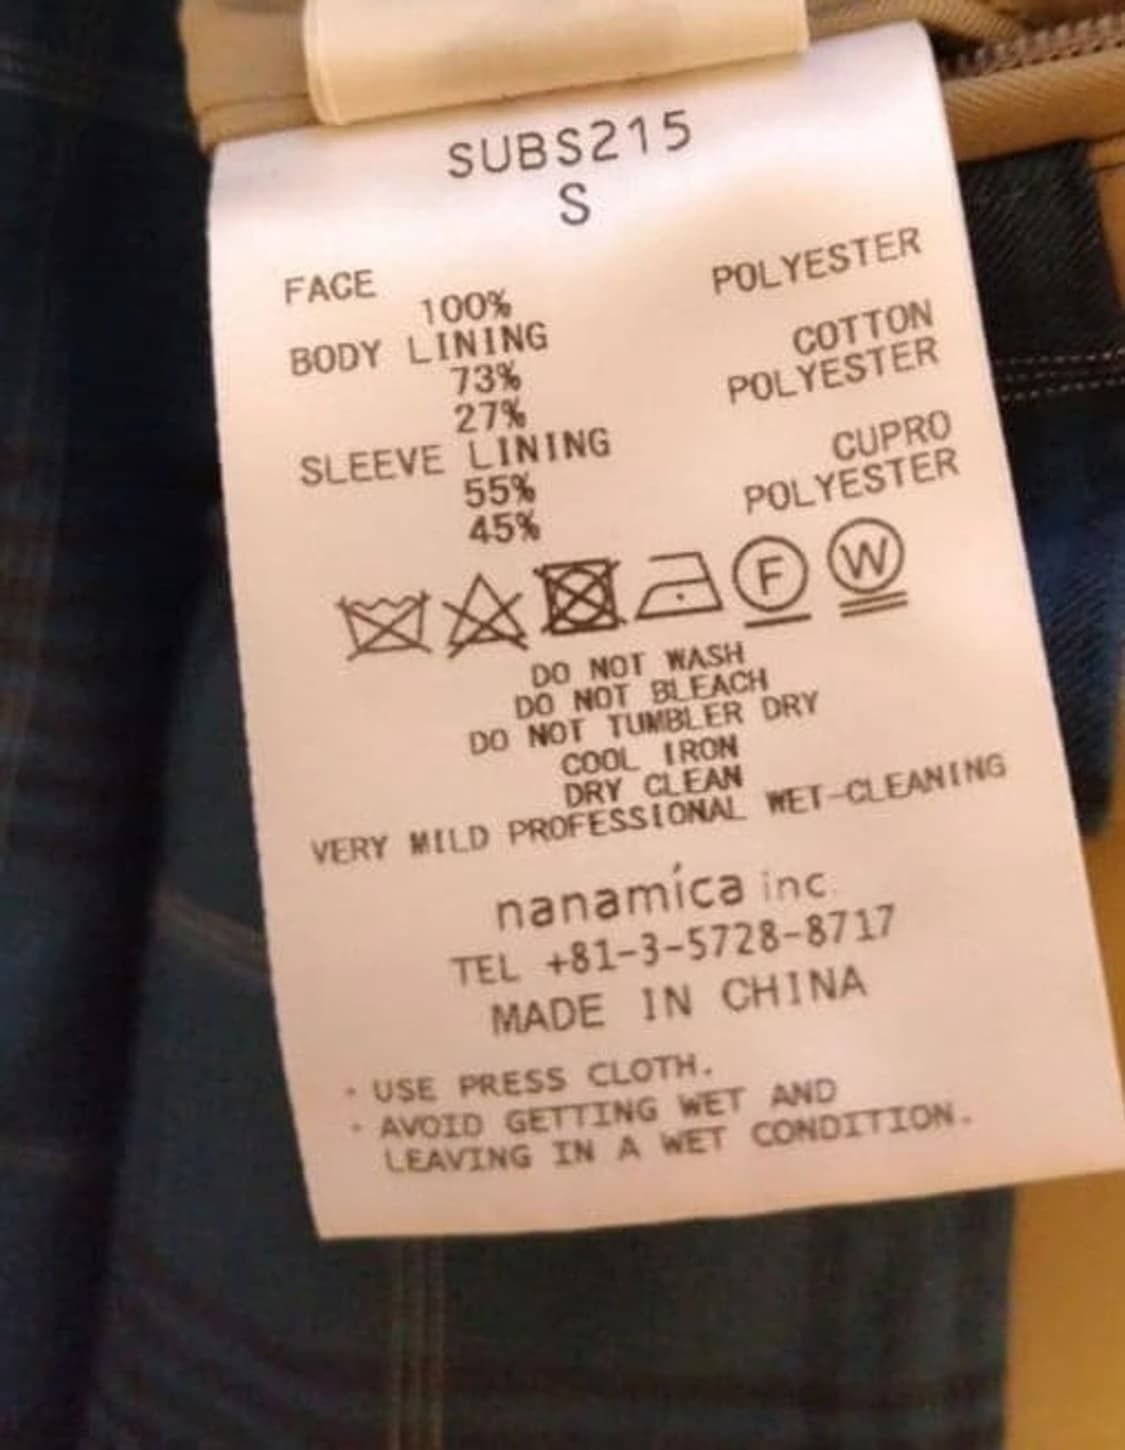 SUBS215
S
FACE
100% POLYESTER
BODY LINING
73% COTTON
27% POLYESTER
SLEEVE LINING
55% CUPRO
45% POLYESTER
F W
DO NOT WASH
DO NOT BLEACH
DO NOT TUMBLER DRY
COOL IRON
DRY CLEAN
VERY MILD PROFESSIONAL WET-CLEANING
nanamíca inc.
TEL +81-3-5728-8717
MADE IN CHINA
・USE PRESS CLOTH.
・AVOID GETTING WET AND
LEAVING IN A WET CONDITION.